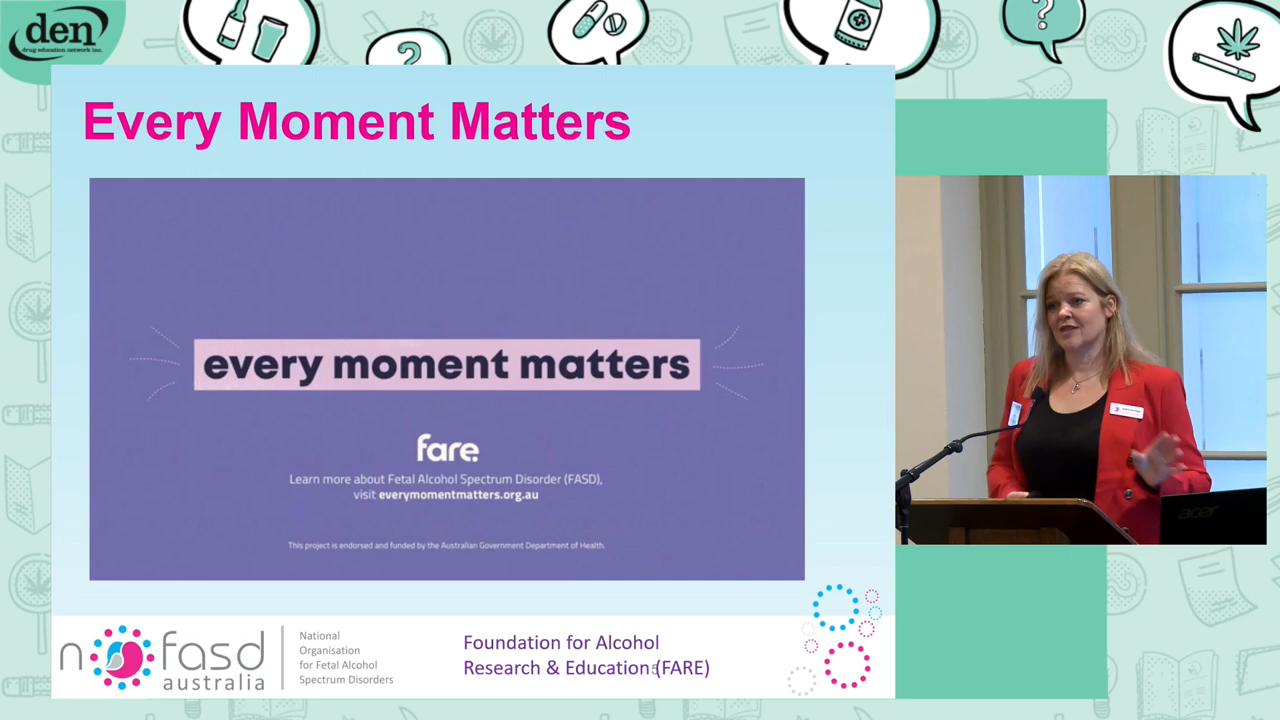 den
drug education network inc.
Every Moment Matters
every moment matters
fare
Learn more about Fetal Alcohol Spectrum Disorder (FASD),
visit everymomentmatters.org.au
This project is endorsed and funded by the Australian Government Department of Health.
nofasd
australia
National
Organisation
for Fetal Alcohol
Spectrum Disorders
Foundation for Alcohol
Research & Education (FARE)
5
acer